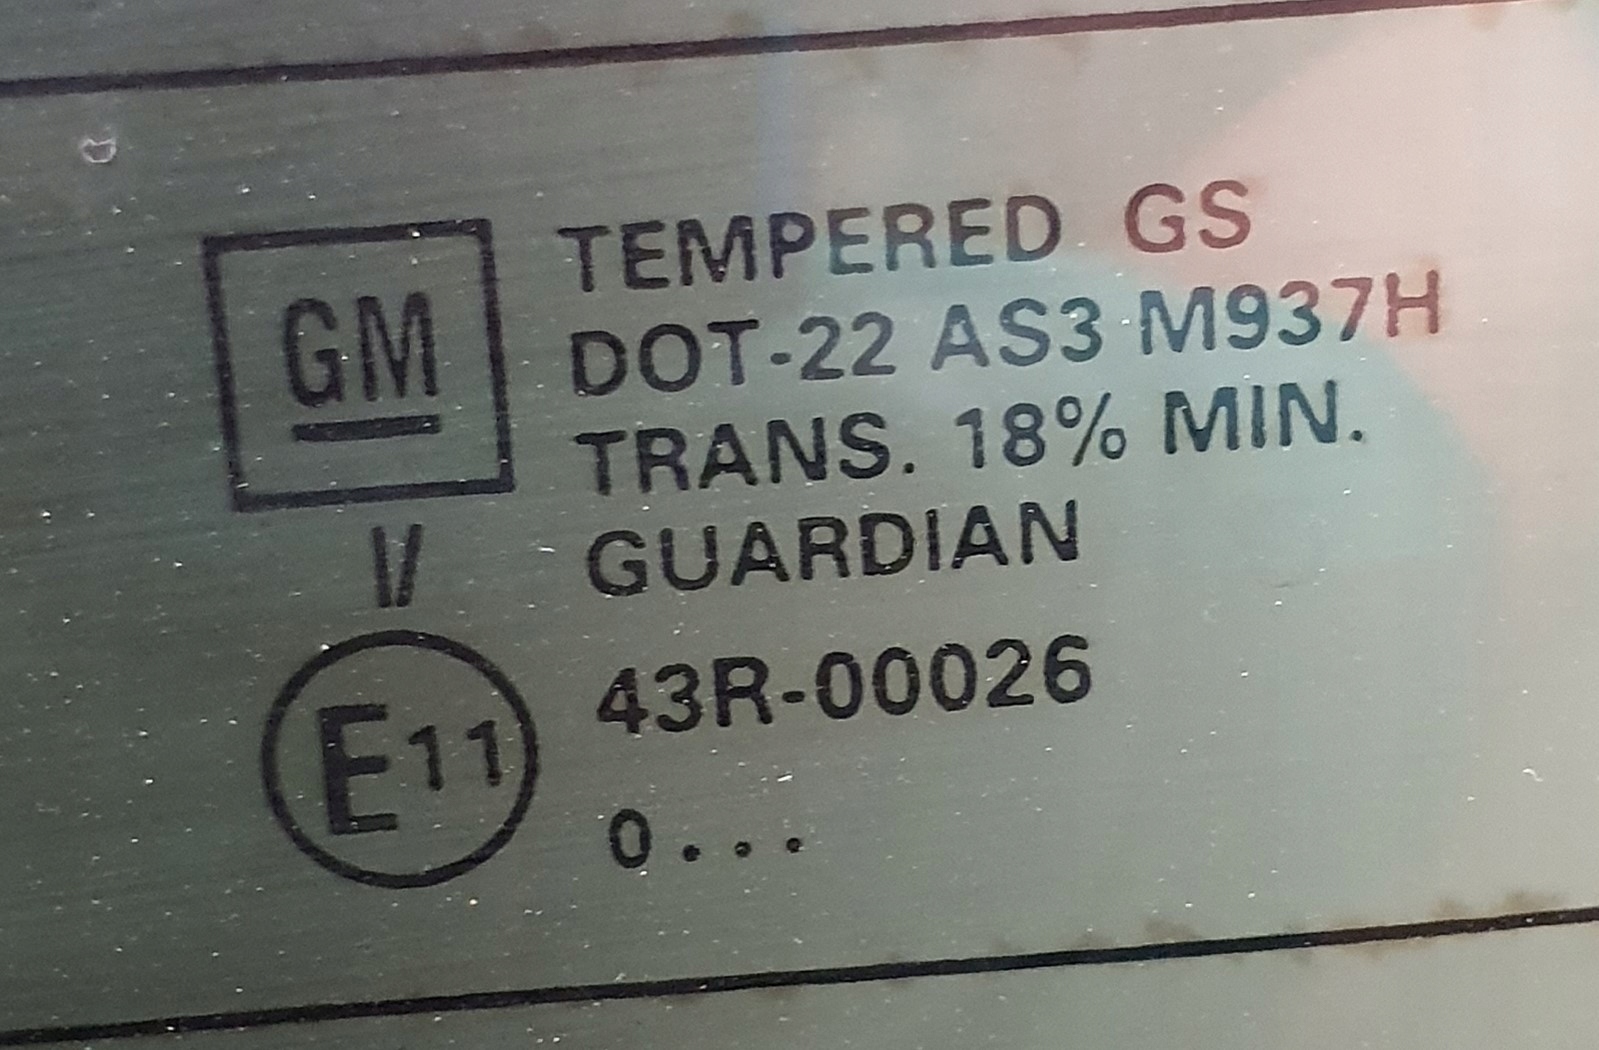 GM
TEMPERED GS
DOT-22 AS3 M937H
TRANS. 18% MIN.
V GUARDIAN
E11 43R-00026
0...